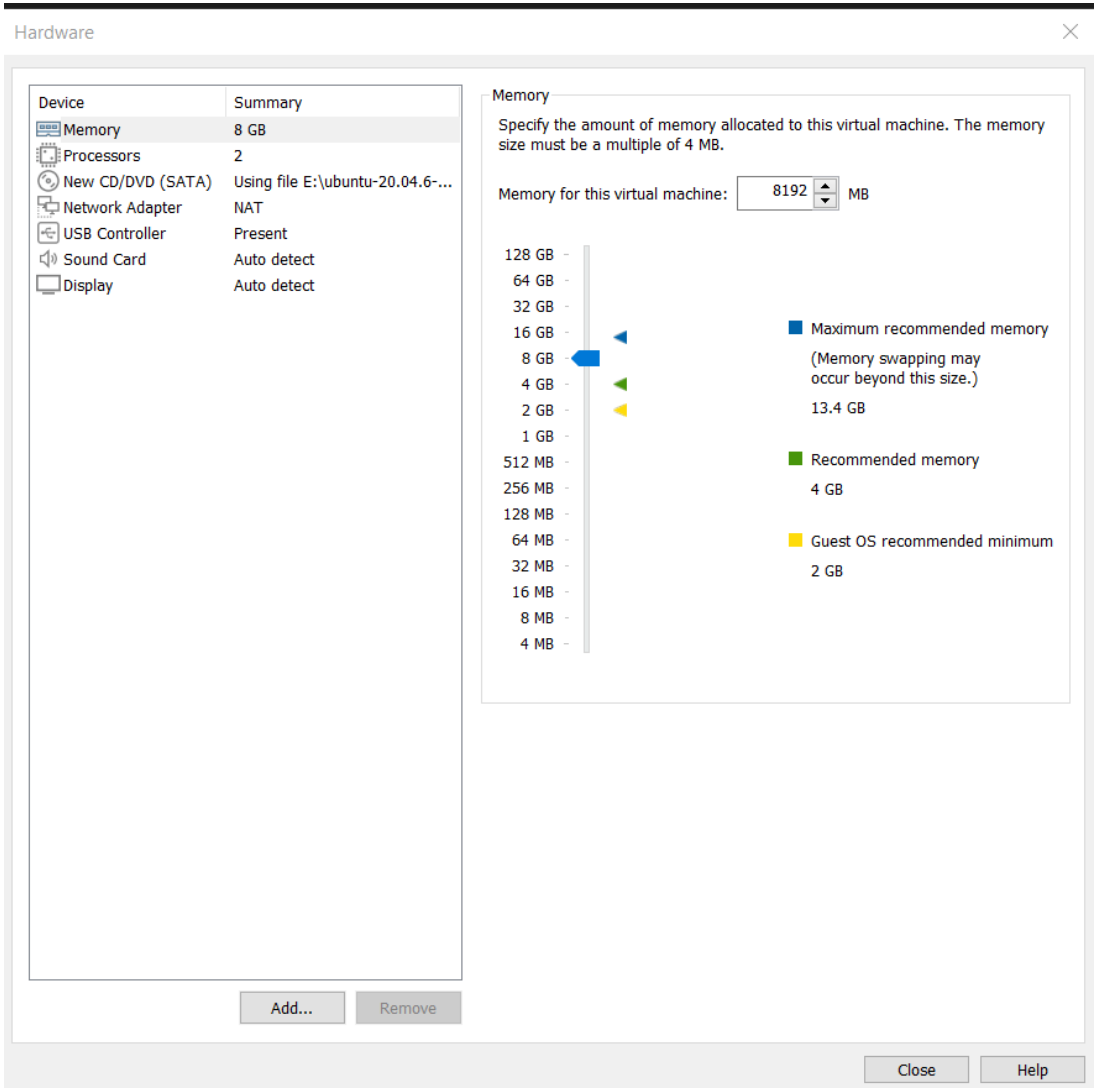 Hardware
Device Summary
Memory 8 GB
Processors 2
New CD/DVD (SATA) Using file E:\ubuntu-20.04.6-...
Network Adapter NAT
USB Controller Present
Sound Card Auto detect
Display Auto detect
Add... Remove
Memory
Specify the amount of memory allocated to this virtual machine. The memory
size must be a multiple of 4 MB.
Memory for this virtual machine: 8192 MB
128 GB
64 GB
32 GB
16 GB
8 GB
4 GB
2 GB
1 GB
512 MB
256 MB
128 MB
64 MB
32 MB
16 MB
8 MB
4 MB
Maximum recommended memory
(Memory swapping may
occur beyond this size.)
13.4 GB
Recommended memory
4 GB
Guest OS recommended minimum
2 GB
Close Help